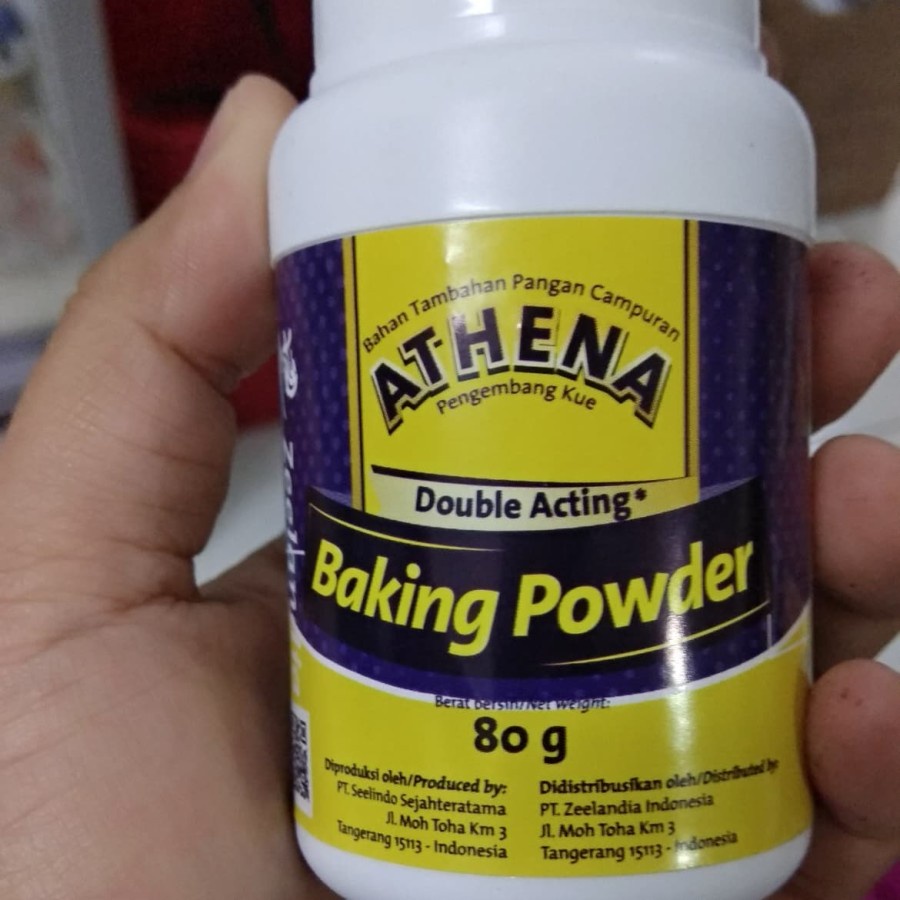 Bahan Tambahan Pangan Campuran
ATHENA
Pengembang Kue
Double Acting*
Baking Powder
Berat bersih/Net weight:
80 g
Diproduksi oleh/Produced by:
PT. Seelindo Sejahteratama
Jl. Moh Toha Km 3
Tangerang 15113 - Indonesia
Didistribusikan oleh/Distributed by:
PT. Zeelandia Indonesia
Jl. Moh Toha Km 3
Tangerang 15113 - Indonesia